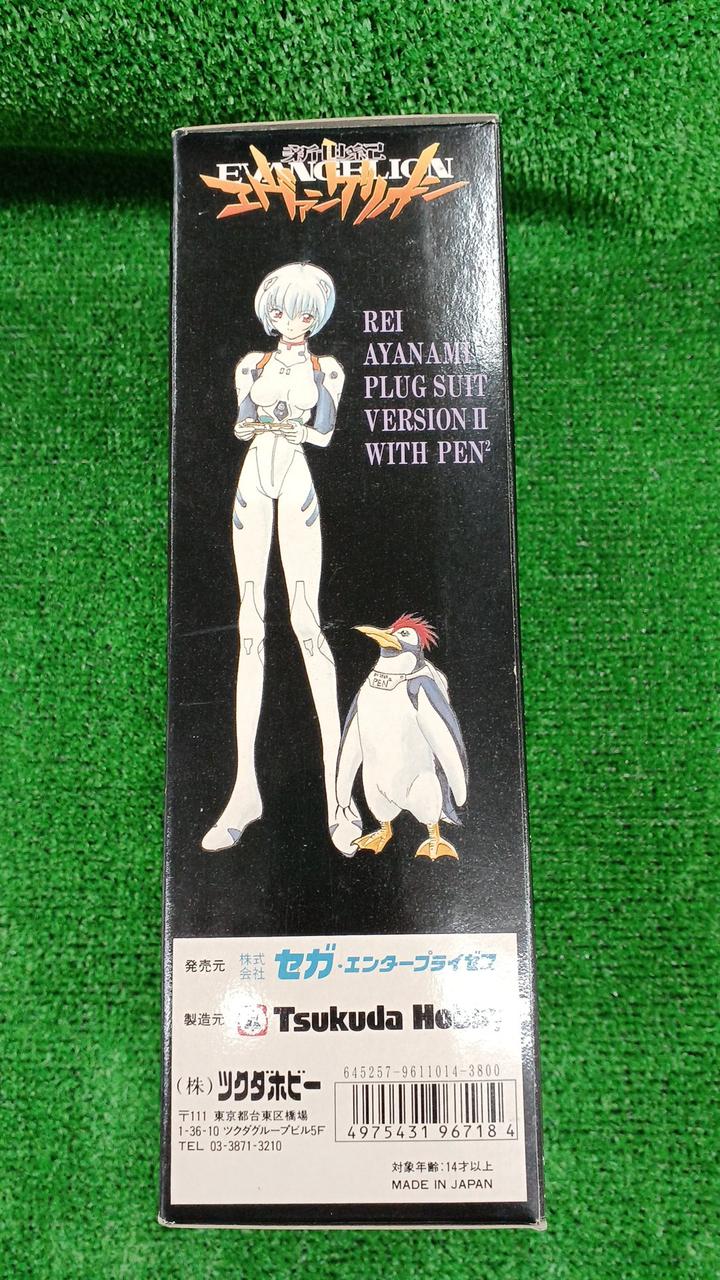 新世紀
EVANGELION
エヴァンゲリオン
REI
AYANAMI
PLUG SUIT
VERSION II
WITH PEN²
PEN²
発売元 株式会社 セガ・エンタープライゼス
製造元 Tsukuda Hobby
(株)ツクダホビー
〒111 東京都台東区橋場
1-36-10 ツクダグループビル5F
TEL 03-3871-3210
645257-9611014-3800
4975431 967184
対象年齢:14才以上
MADE IN JAPAN